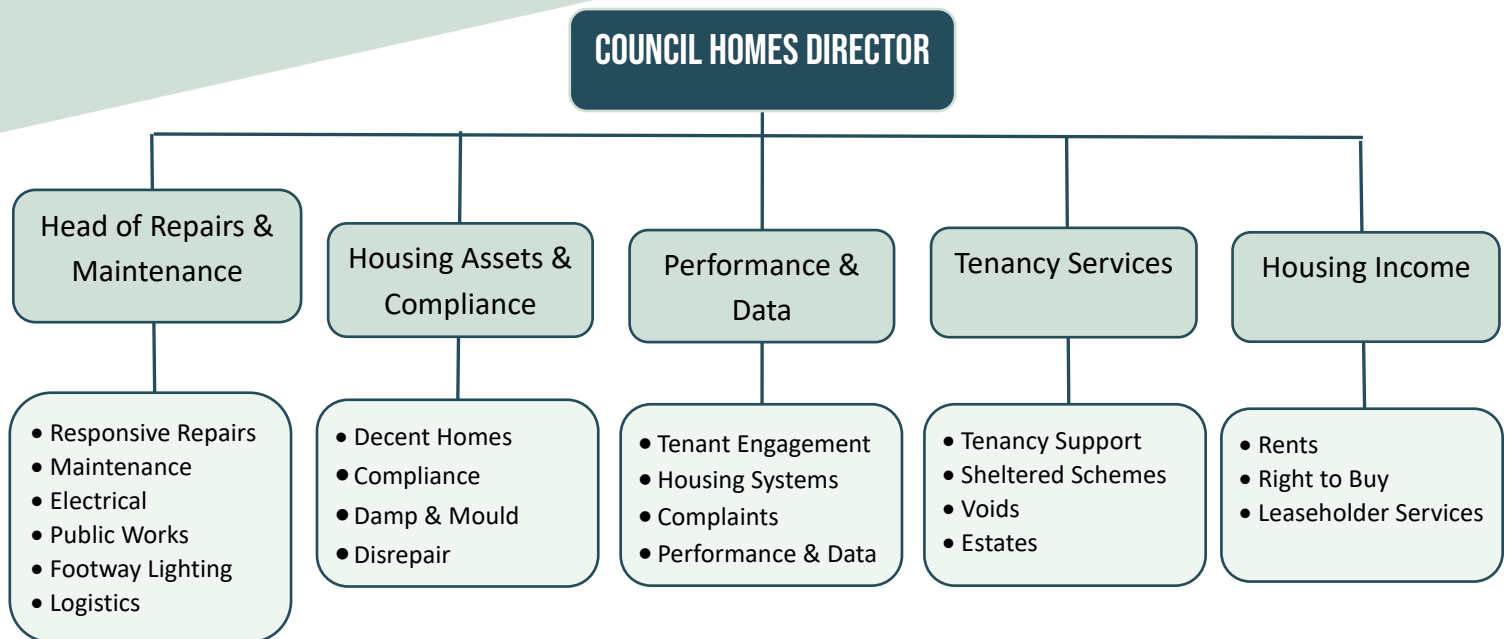 COUNCIL HOMES DIRECTOR
Head of Repairs &
Maintenance
Housing Assets &
Compliance
Performance &
Data
Tenancy Services
Housing Income
• Responsive Repairs
• Maintenance
• Electrical
• Public Works
• Footway Lighting
• Logistics
• Decent Homes
• Compliance
• Damp & Mould
• Disrepair
• Tenant Engagement
• Housing Systems
• Complaints
• Performance & Data
• Tenancy Support
• Sheltered Schemes
• Voids
• Estates
• Rents
• Right to Buy
• Leaseholder Services